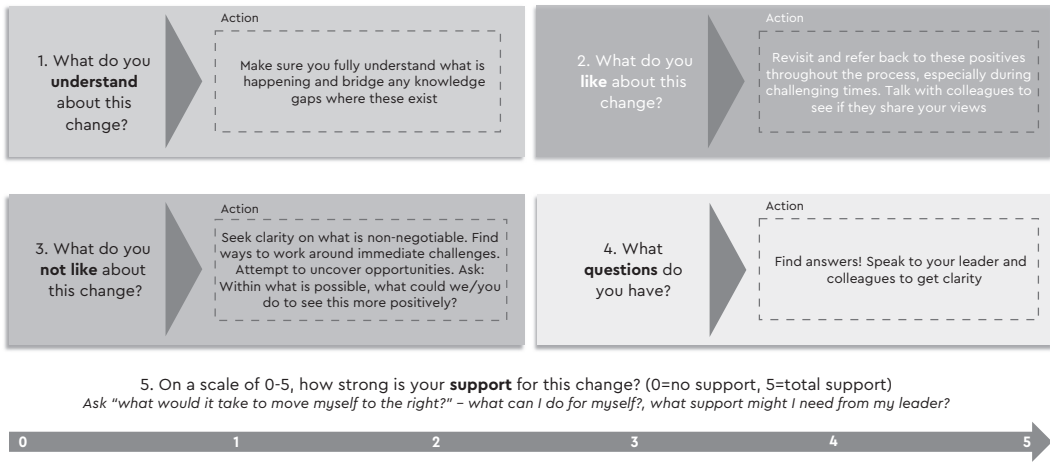 1. What do you
understand
about this
change?
Action
Make sure you fully understand what is
happening and bridge any knowledge
gaps where these exist
2. What do you
like about this
change?
Action
Revisit and refer back to these positives
throughout the process, especially during
challenging times. Talk with colleagues to
see if they share your views
3. What do you
not like about
this change?
Action
Seek clarity on what is non-negotiable. Find
ways to work around immediate challenges.
Attempt to uncover opportunities. Ask:
Within what is possible, what could we/you
do to see this more positively?
4. What
questions do
you have?
Action
Find answers! Speak to your leader and
colleagues to get clarity
5. On a scale of 0-5, how strong is your support for this change? (0=no support, 5=total support)
Ask “what would it take to move myself to the right?” – what can I do for myself?, what support might I need from my leader?
0 1 2 3 4 5